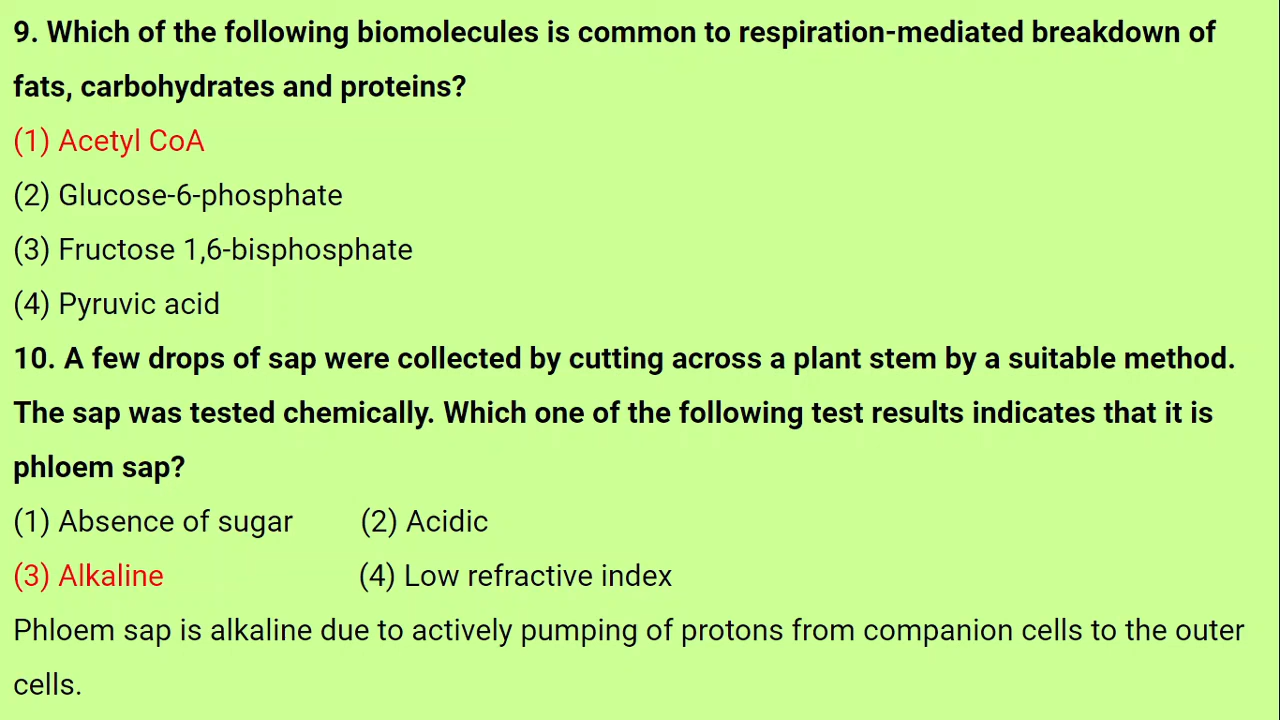 9. Which of the following biomolecules is common to respiration-mediated breakdown of
fats, carbohydrates and proteins?
(1) Acetyl CoA
(2) Glucose-6-phosphate
(3) Fructose 1,6-bisphosphate
(4) Pyruvic acid
10. A few drops of sap were collected by cutting across a plant stem by a suitable method.
The sap was tested chemically. Which one of the following test results indicates that it is
phloem sap?
(1) Absence of sugar (2) Acidic
(3) Alkaline (4) Low refractive index
Phloem sap is alkaline due to actively pumping of protons from companion cells to the outer
cells.